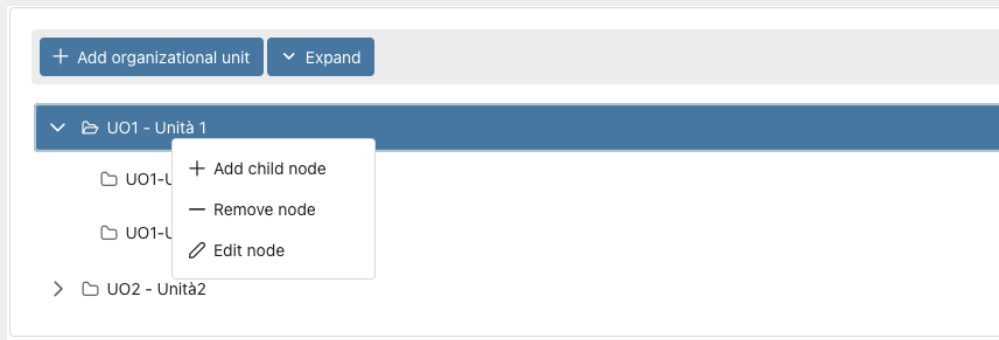 Add organizational unit
Expand
UO1 - Unità 1
Add child node
UO1-U
Remove node
UO1-U
Edit node
UO2 - Unità2